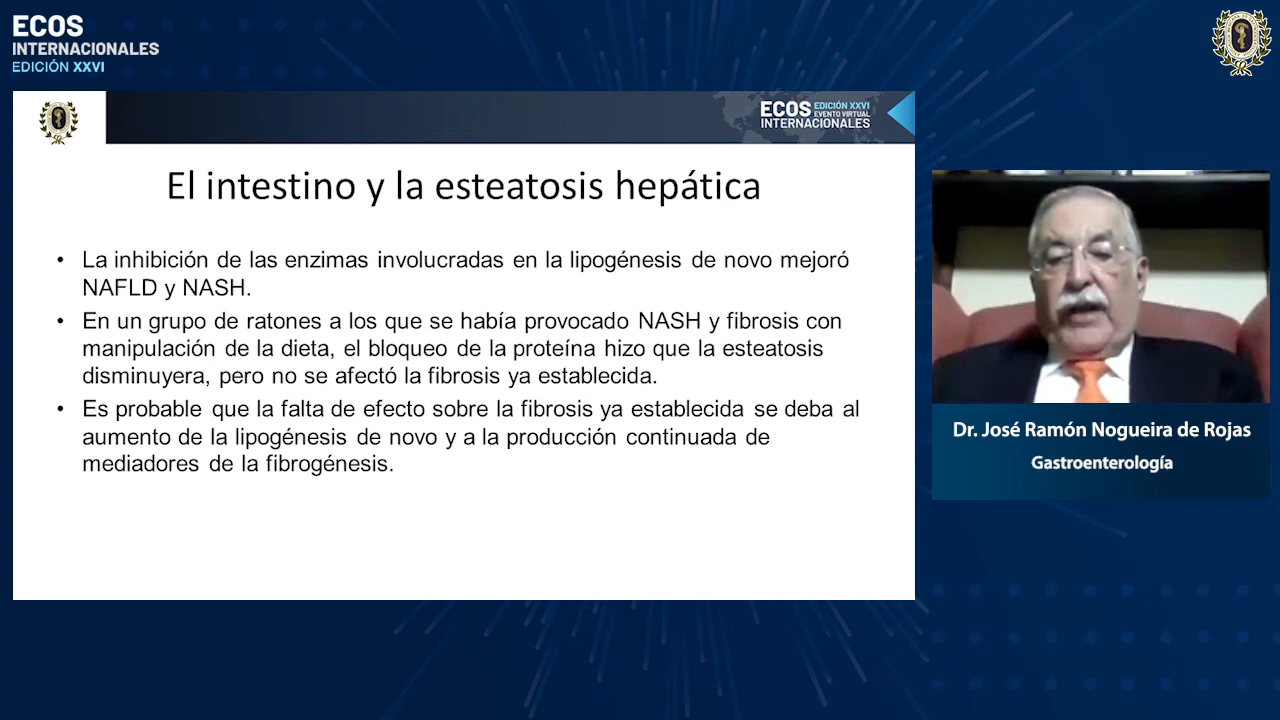 ECOS
INTERNACIONALES
EDICIÓN XXVI
ECOS EDICIÓN XXVI
EVENTO VIRTUAL
INTERNACIONALES
El intestino y la esteatosis hepática
• La inhibición de las enzimas involucradas en la lipogénesis de novo mejoró
NAFLD y NASH.
• En un grupo de ratones a los que se había provocado NASH y fibrosis con
manipulación de la dieta, el bloqueo de la proteína hizo que la esteatosis
disminuyera, pero no se afectó la fibrosis ya establecida.
• Es probable que la falta de efecto sobre la fibrosis ya establecida se deba al
aumento de la lipogénesis de novo y a la producción continuada de
mediadores de la fibrogénesis.
Dr. José Ramón Nogueira de Rojas
Gastroenterología